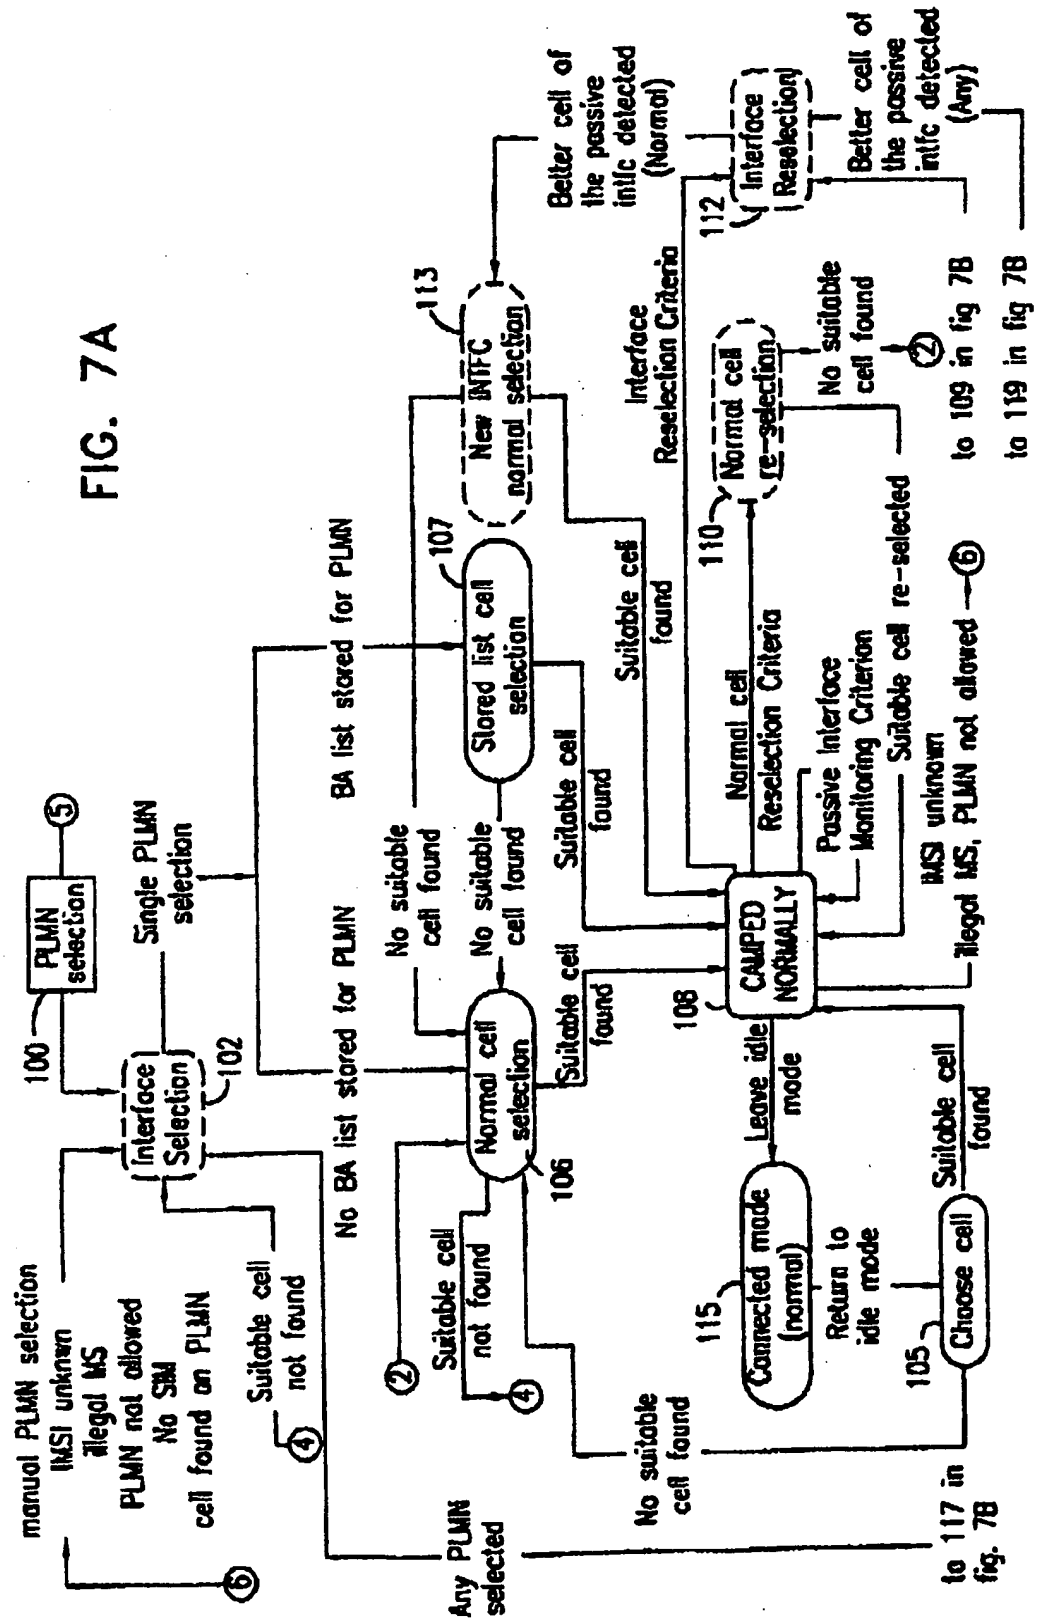 FIG. 7A
manual PLMN selection
IMSI unknown
illegal MS
PLMN not allowed
No SIM
cell found on PLMN
6
100
PLMN
selection
5
Interface
Selection
102
Single PLMN
selection
Suitable cell
not found
4
Any PLMN
selected
No BA list stored for PLMN
BA list stored for PLMN
2
Suitable cell
not found
4
Normal cell
selection
106
No suitable
cell found
No suitable
cell found
Stored list cell
selection
107
New INTFC
normal selection
113
Better cell of
the passive
intfc detected
(Normal)
Suitable cell
found
Suitable cell
found
Suitable cell
found
Interface
Reselection Criteria
112
Interface
Reselection
Better cell of
the passive
intfc detected
(Any)
No suitable
cell found
115
Connected mode
(normal)
Leave idle
mode
108
CAMPED
NORMALLY
Normal cell
Reselection Criteria
110
Normal cell
re-selection
No suitable
cell found
2
Return to
idle mode
Passive Interface
Monitoring Criterion
Suitable cell re-selected
105
Choose cell
Suitable cell
found
IMSI unknown
illegal MS, PLMN not allowed
6
to 117 in
fig. 7B
to 109 in fig 7B
to 119 in fig 7B